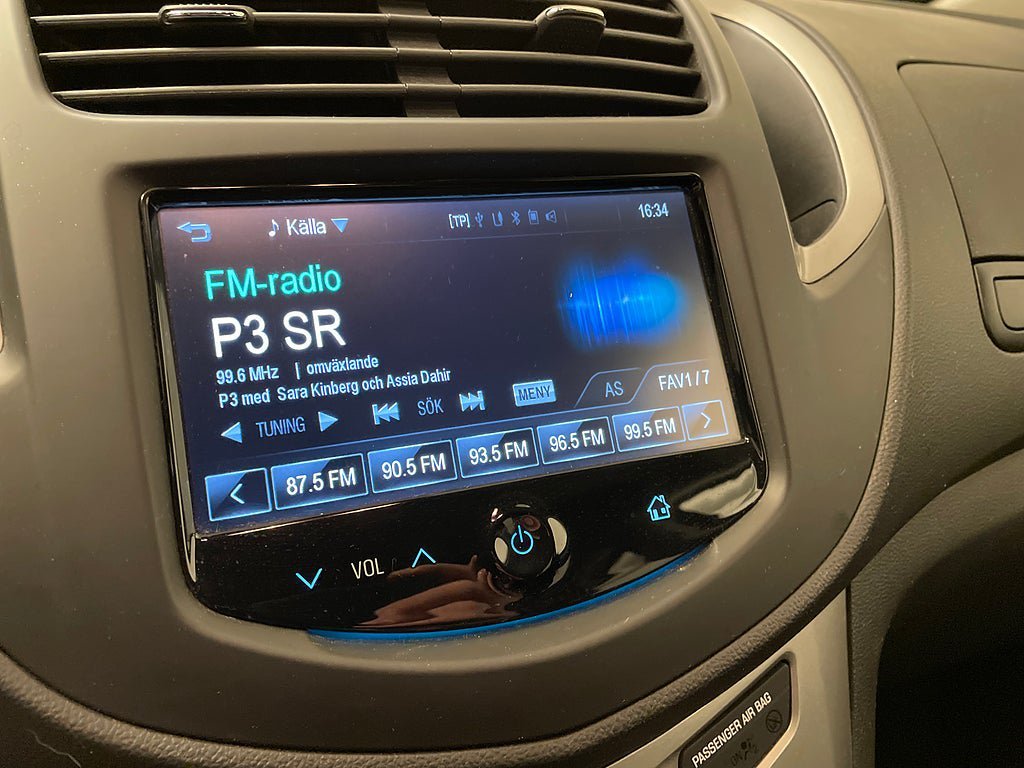 Källa
[TP]
16:34
FM-radio
P3 SR
99.6 MHz | omväxlande
P3 med Sara Kinberg och Assia Dahir
TUNING
SÖK
MENY
AS
FAV1 / 7
87.5 FM
90.5 FM
93.5 FM
96.5 FM
99.5 FM
VOL
PASSENGER AIR BAG